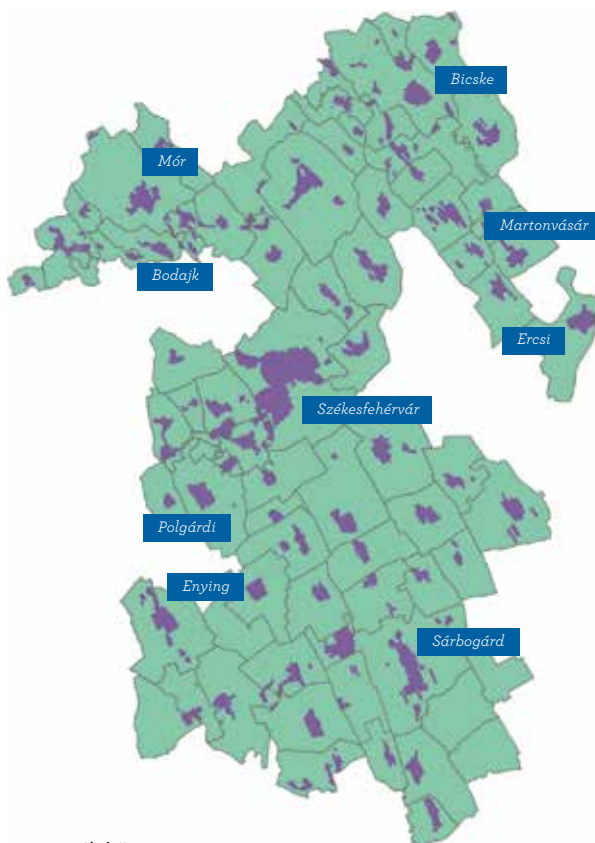 Bicske
Mór
Martonvásár
Bodajk
Ercsi
Székesfehérvár
Polgárdi
Enying
Sárbogárd